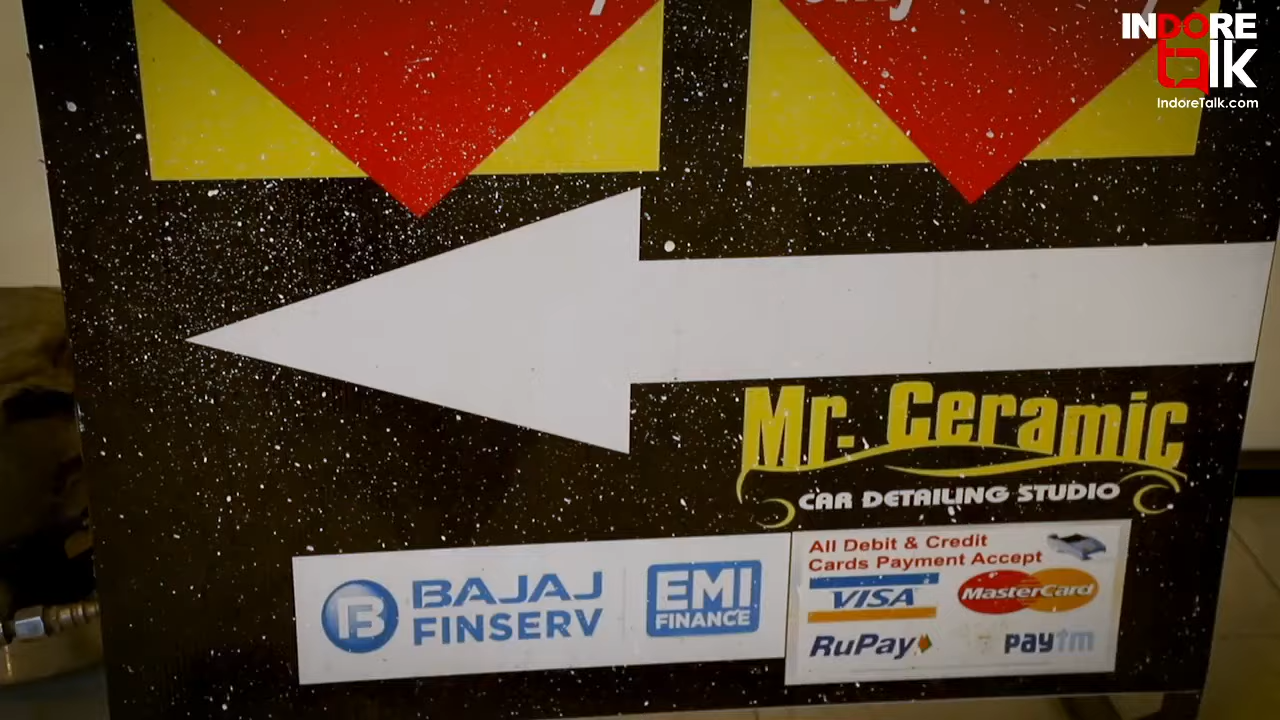 INDORE
talk
IndoreTalk.com
Mr. Ceramic
CAR DETAILING STUDIO
BAJAJ
FINSERV
EMI
FINANCE
All Debit & Credit
Cards Payment Accept
VISA
MasterCard
RuPay
paytm